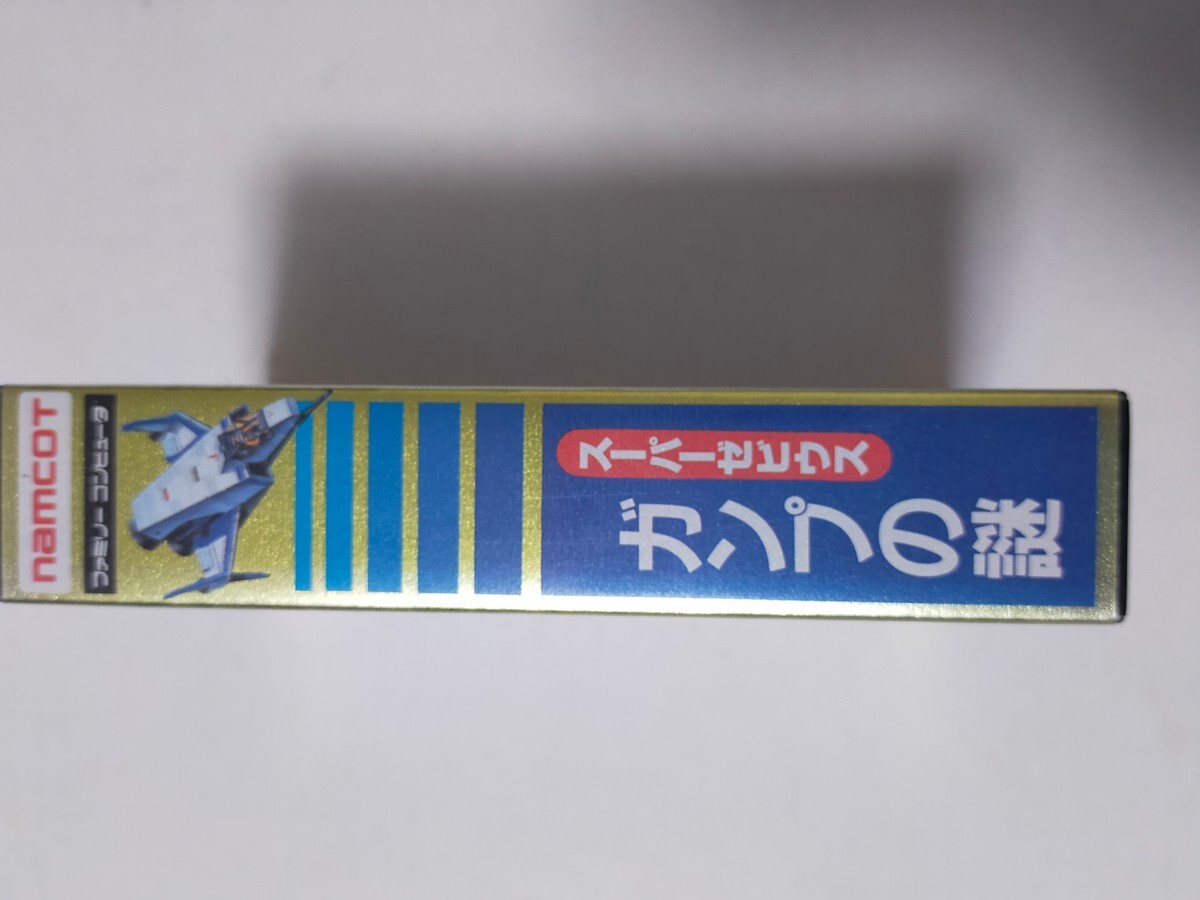 namcot
ファミリーコンピュータ
スーパーゼビウス
ガンプの謎